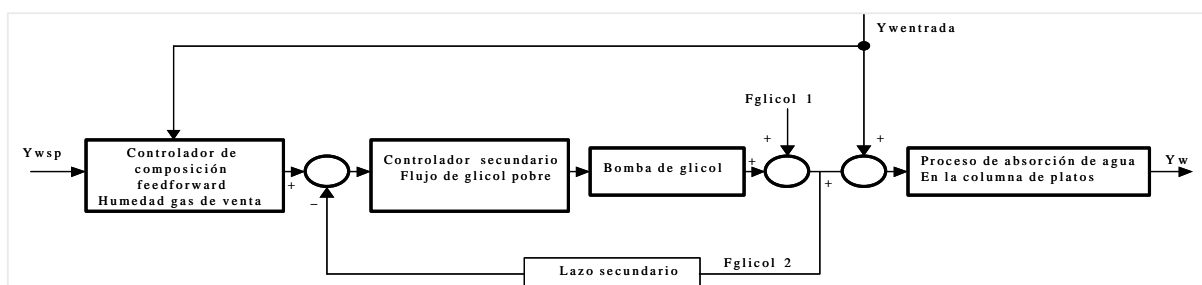 Ywentrada
Fglicol 1
+
+
Ywsp
Controlador de
composición
feedforward
Humedad gas de venta
+
−
Controlador secundario
Flujo de glicol pobre
Bomba de glicol
+
+
Proceso de absorción de agua
En la columna de platos
Yw
Lazo secundario
Fglicol 2